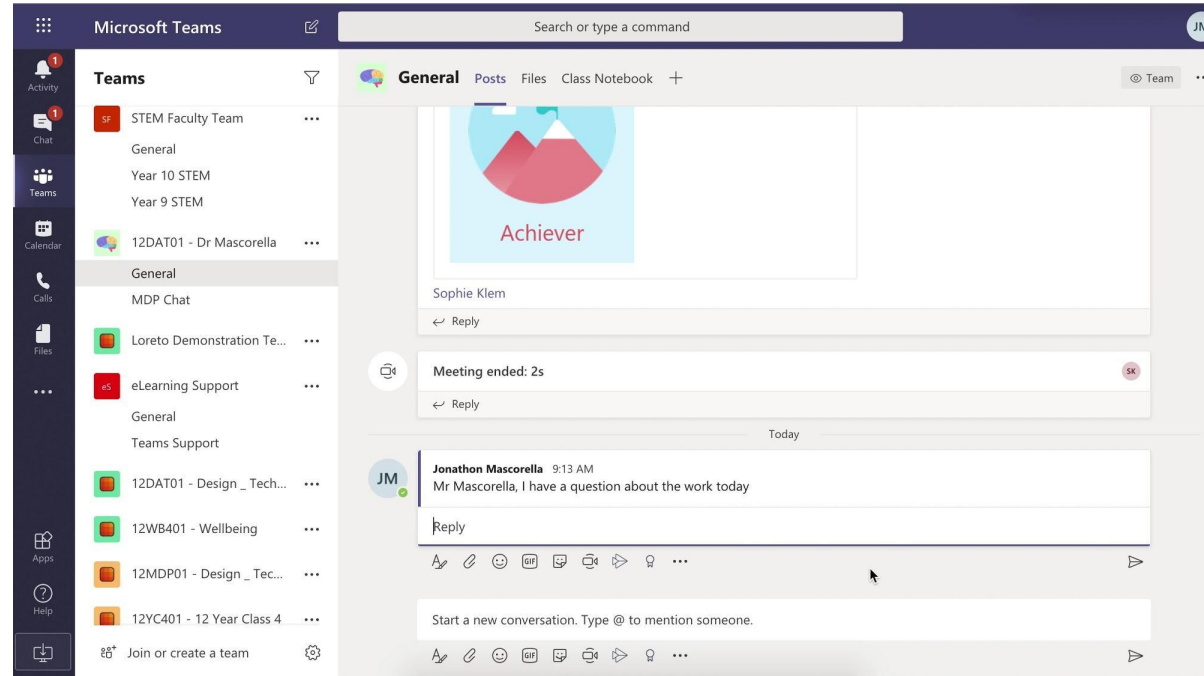 Microsoft Teams
Search or type a command
JM
1
Activity
1
Chat
Teams
Calendar
Calls
Files
Apps
Help
Teams
SF STEM Faculty Team
General
Year 10 STEM
Year 9 STEM
12DAT01 - Dr Mascorella
General
MDP Chat
Loreto Demonstration Te...
eS eLearning Support
General
Teams Support
12DAT01 - Design _ Tech...
12WB401 - Wellbeing
12MDP01 - Design _ Tec...
12YC401 - 12 Year Class 4
Join or create a team
General Posts Files Class Notebook
Team
Achiever
Sophie Klem
Reply
Meeting ended: 2s
SK
Reply
Today
JM
Jonathon Mascorella 9:13 AM
Mr Mascorella, I have a question about the work today
Reply
GIF
Start a new conversation. Type @ to mention someone.
GIF